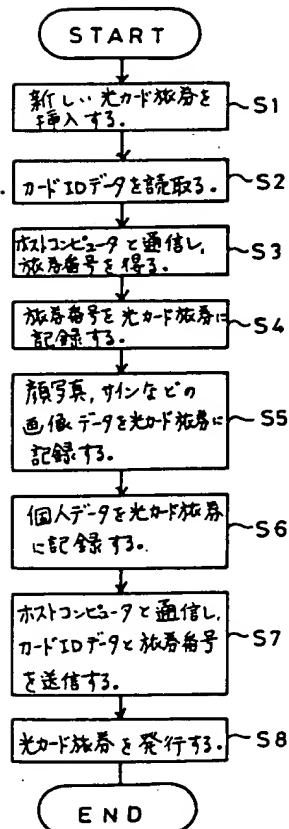 START
新しい光カード旅券を
挿入する。
S1
カードIDデータを読取る。
S2
ホストコンピュータと通信し,
旅券番号を得る。
S3
旅券番号を光カード旅券に
記録する。
S4
顔写真,サインなどの
画像データを光カード旅券に
記録する。
S5
個人データを光カード旅券
に記録する。
S6
ホストコンピュータと通信し,
カードIDデータと旅券番号
を送信する。
S7
光カード旅券を発行する。
S8
END